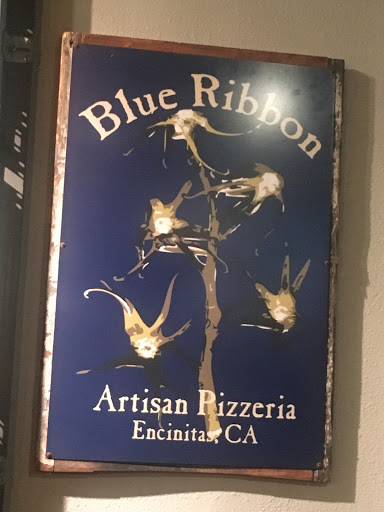 Blue Ribbon
Artisan Pizzeria
Encinitas, CA